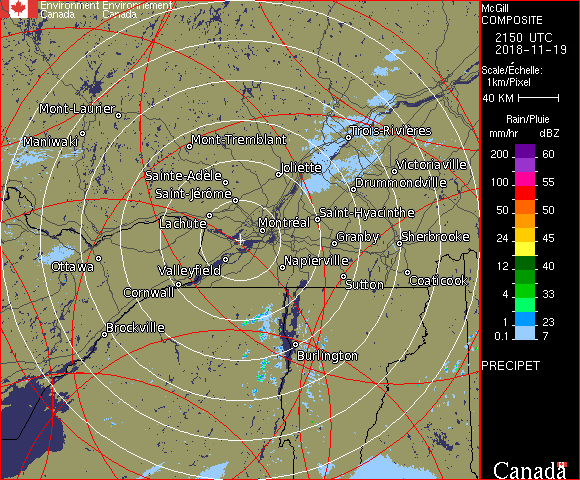 Environment Environnement
Canada Canada
McGill
COMPOSITE
2150 UTC
2018-11-19
Scale/Échelle:
1km/Pixel
40 KM
Rain/Pluie
mm/hr dBZ
200 60
100 55
50 50
24 45
12 40
4 33
1 23
0.1 7
PRECIPET
Canada
Mont-Laurier
Maniwaki
Mont-Tremblant
Trois-Rivières
Sainte-Adèle
Joliette
Victoriaville
Saint-Jérôme
Drummondville
Lachute
Montréal
Saint-Hyacinthe
Granby
Sherbrooke
Ottawa
Valleyfield
Napierville
Cornwall
Sutton
Coaticook
Brockville
Burlington